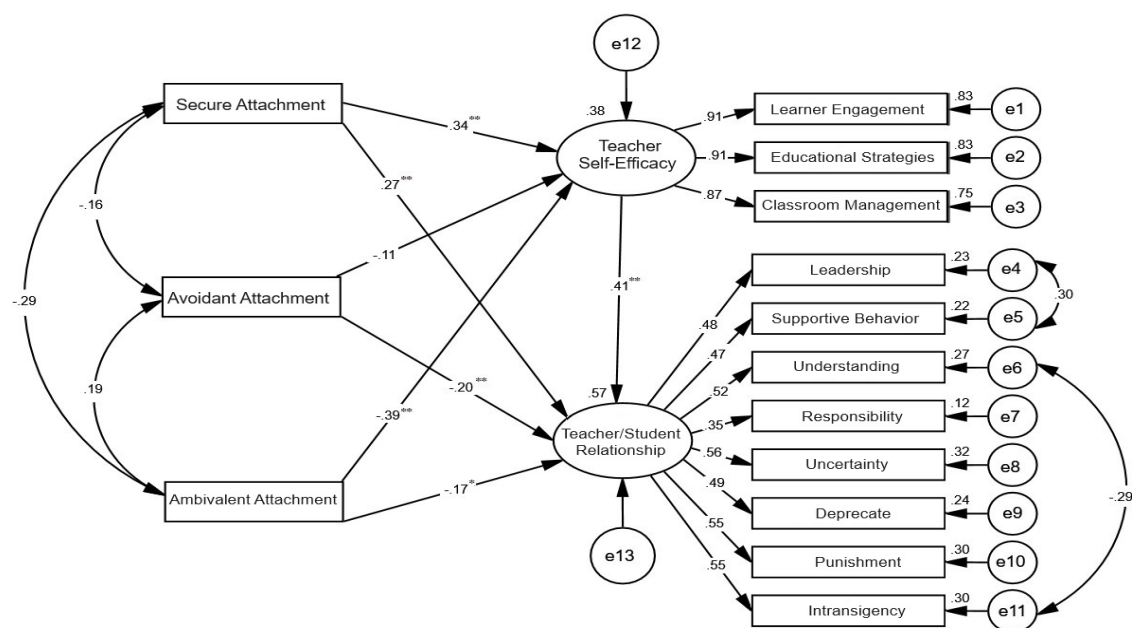 e12
Secure Attachment
.38
.83
Learner Engagement
e1
.34**
.91
Teacher
Self-Efficacy
.91
.83
Educational Strategies
e2
.27**
.87
.75
Classroom Management
e3
-.16
-.11
.23
Leadership
e4
.41**
-.29
Avoidant Attachment
.30
.48
.22
Supportive Behavior
e5
.47
.27
Understanding
e6
.19
-.20**
.57
.52
-.39**
.12
Responsibility
e7
.35
Teacher/Student
Relationship
.56
.32
Uncertainty
e8
.49
-.17*
Ambivalent Attachment
.24
Deprecate
e9
-.29
.55
e13
.30
Punishment
e10
.55
.30
Intransigency
e11